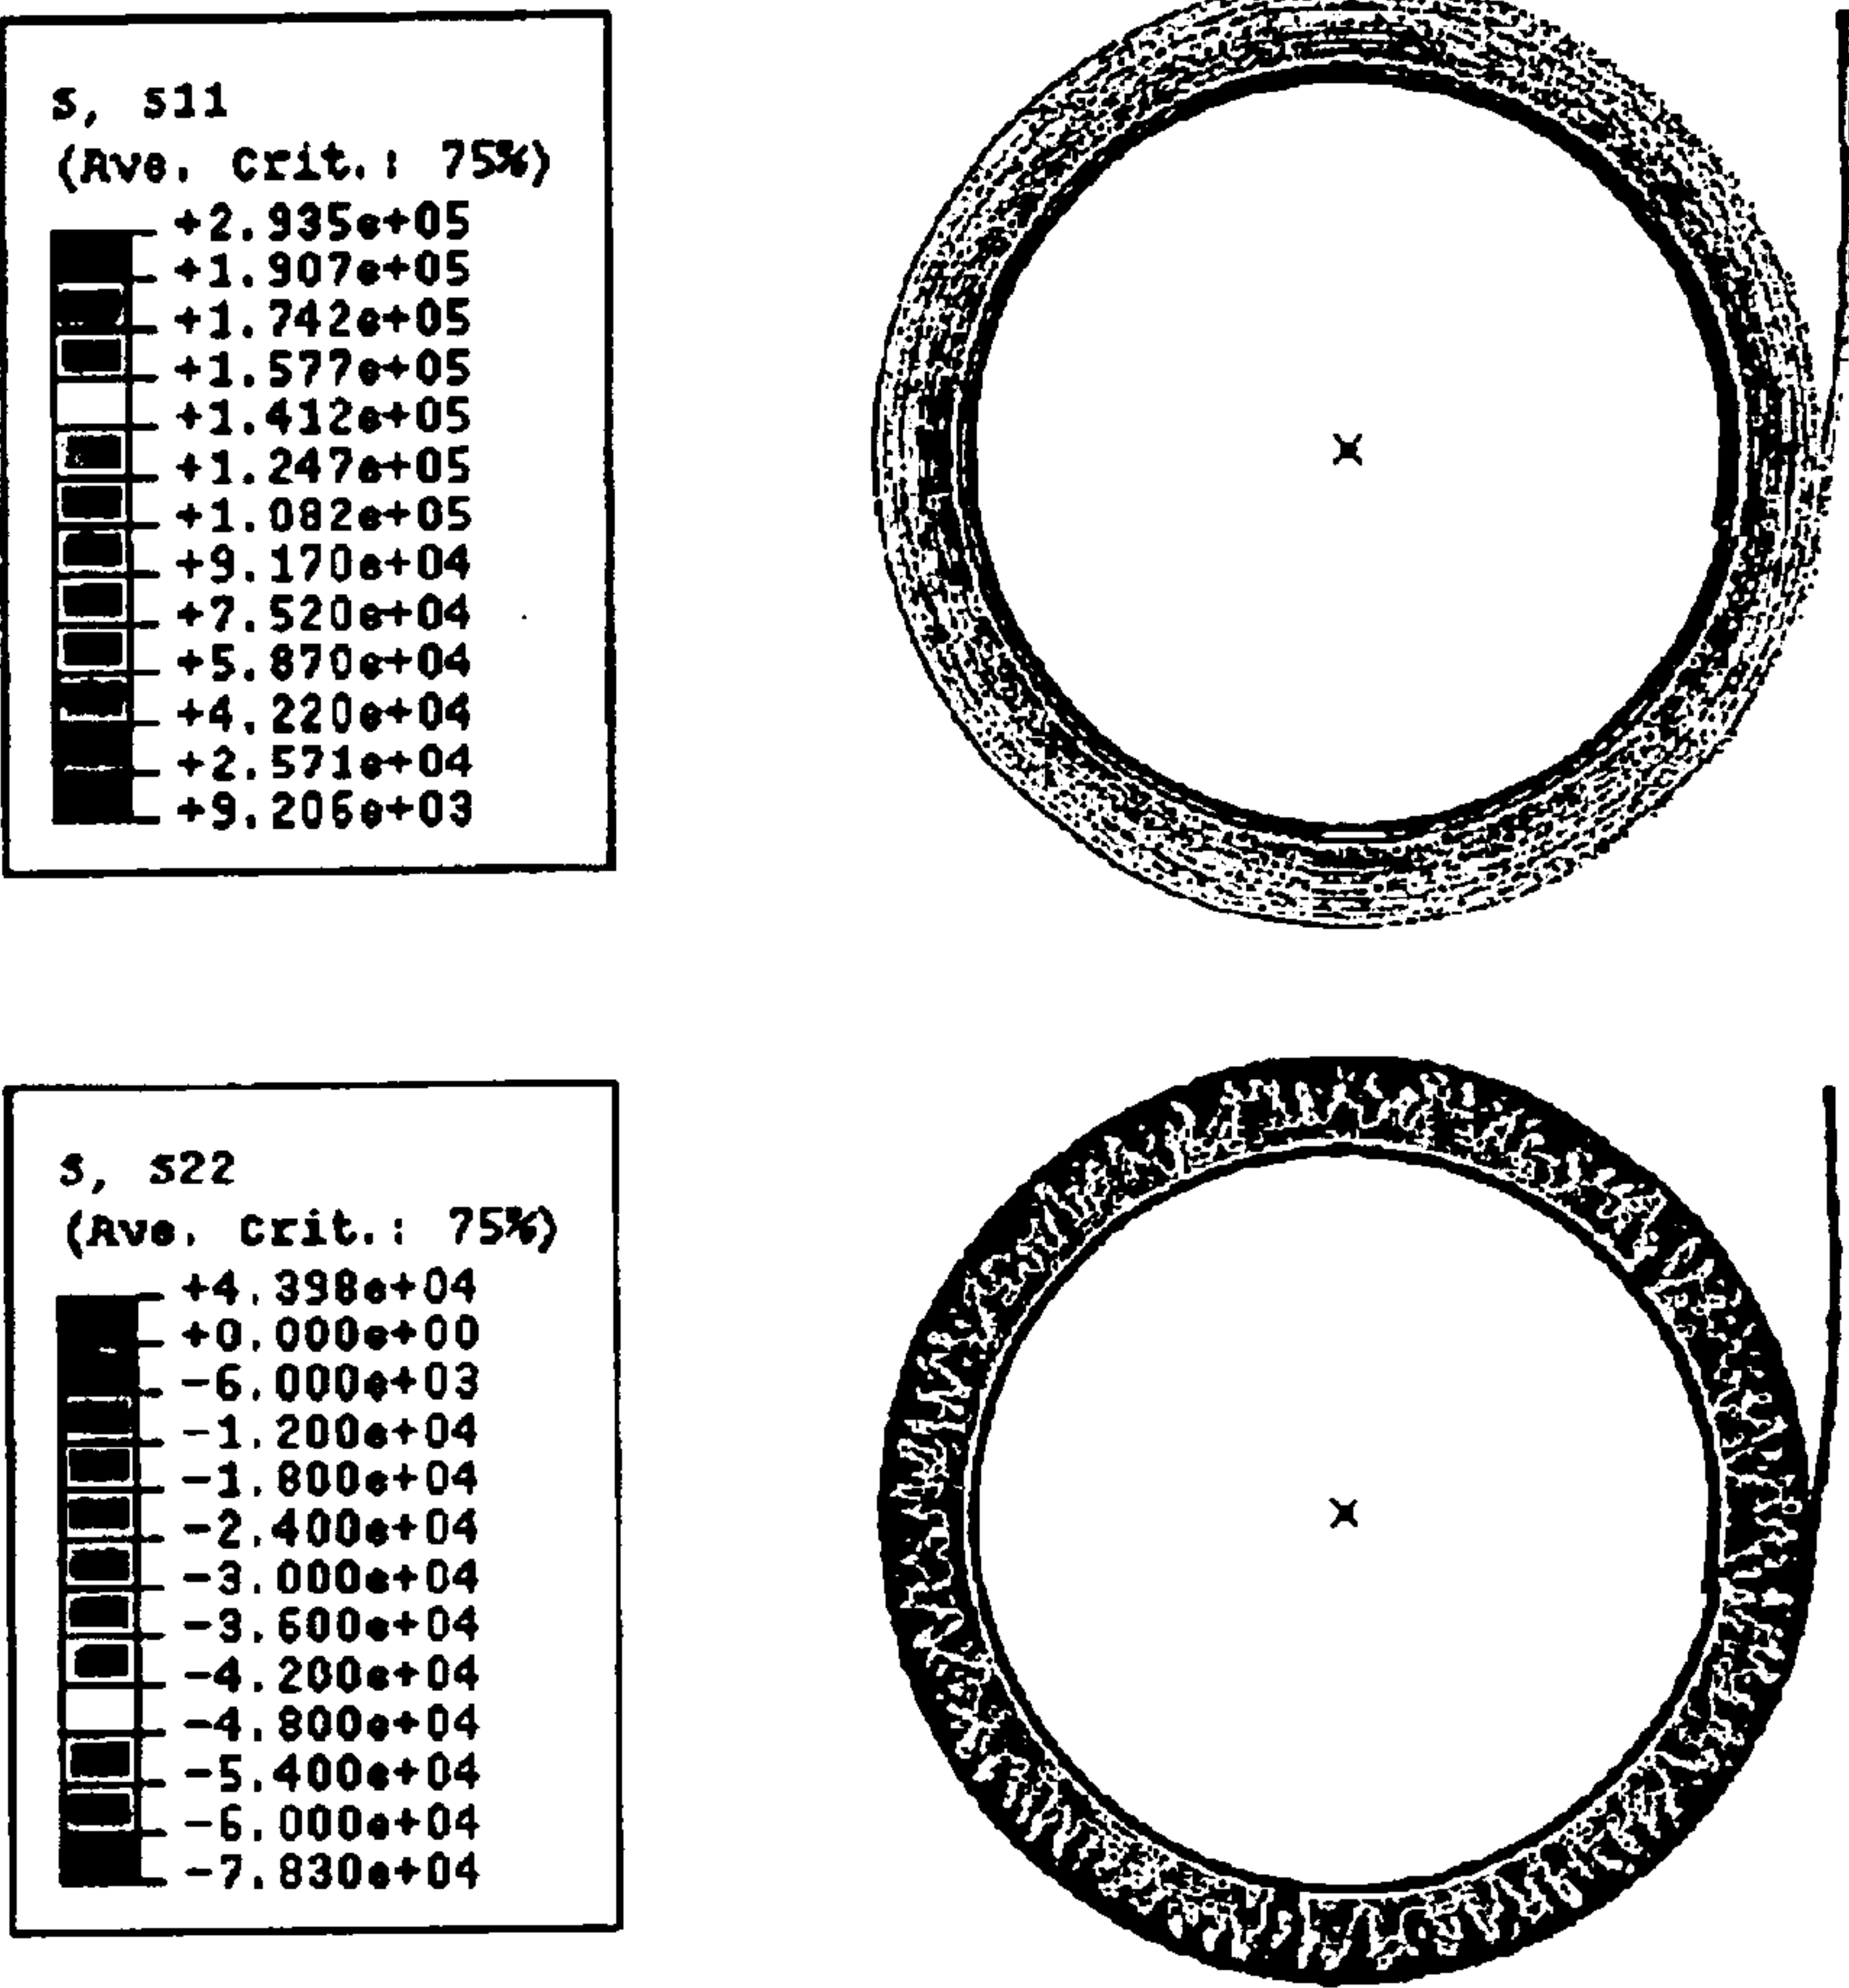 S, S11
(Ave. Crit.: 75%)
+2.935e+05
+1.907e+05
+1.742e+05
+1.577e+05
+1.412e+05
+1.247e+05
+1.082e+05
+9.170e+04
+7.520e+04
+5.870e+04
+4.220e+04
+2.571e+04
+9.206e+03
S, S22
(Ave. Crit.: 75%)
+4.398e+04
+0.000e+00
-6.000e+03
-1.200e+04
-1.800e+04
-2.400e+04
-3.000e+04
-3.600e+04
-4.200e+04
-4.800e+04
-5.400e+04
-6.000e+04
-7.830e+04